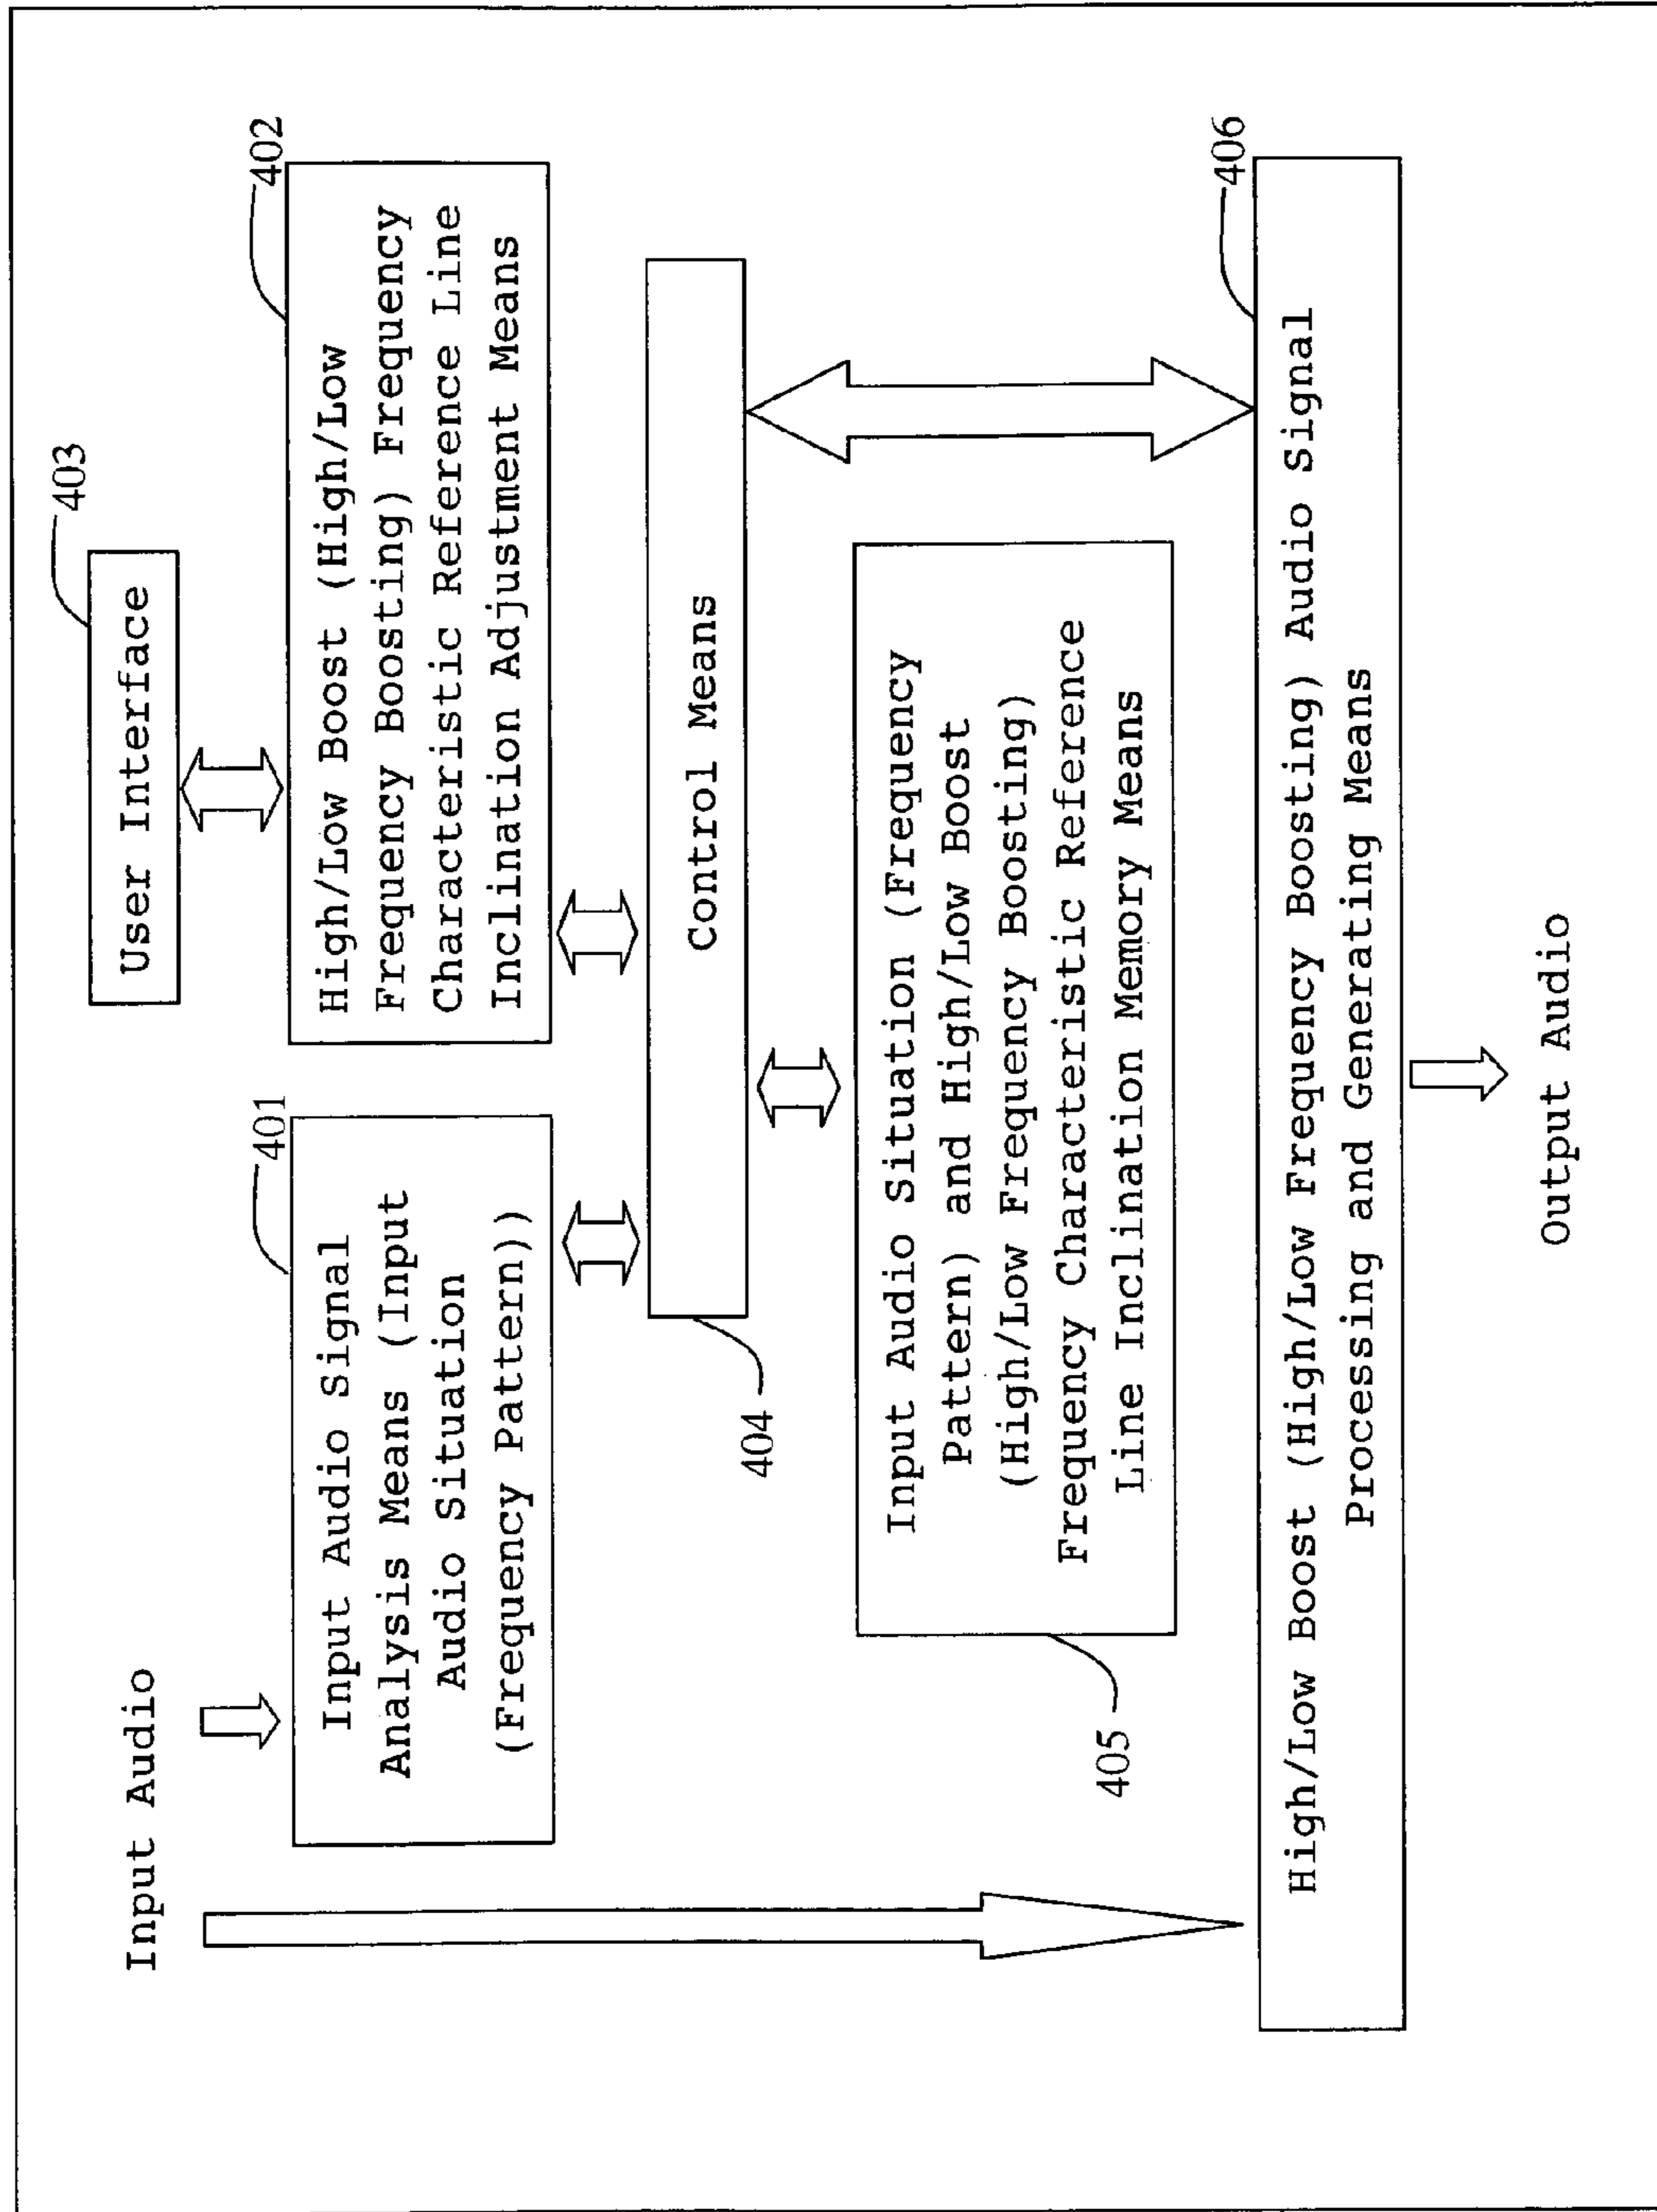 Input Audio
User Interface
403
401
Input Audio Signal
Analysis Means (Input
Audio Situation
(Frequency Pattern))
402
High/Low Boost (High/Low
Frequency Boosting) Frequency
Characteristic Reference Line
Inclination Adjustment Means
Control Means
404
Input Audio Situation (Frequency
Pattern) and High/Low Boost
(High/Low Frequency Boosting)
Frequency Characteristic Reference
Line Inclination Memory Means
405
406
High/Low Boost (High/Low Frequency Boosting) Audio Signal
Processing and Generating Means
Output Audio